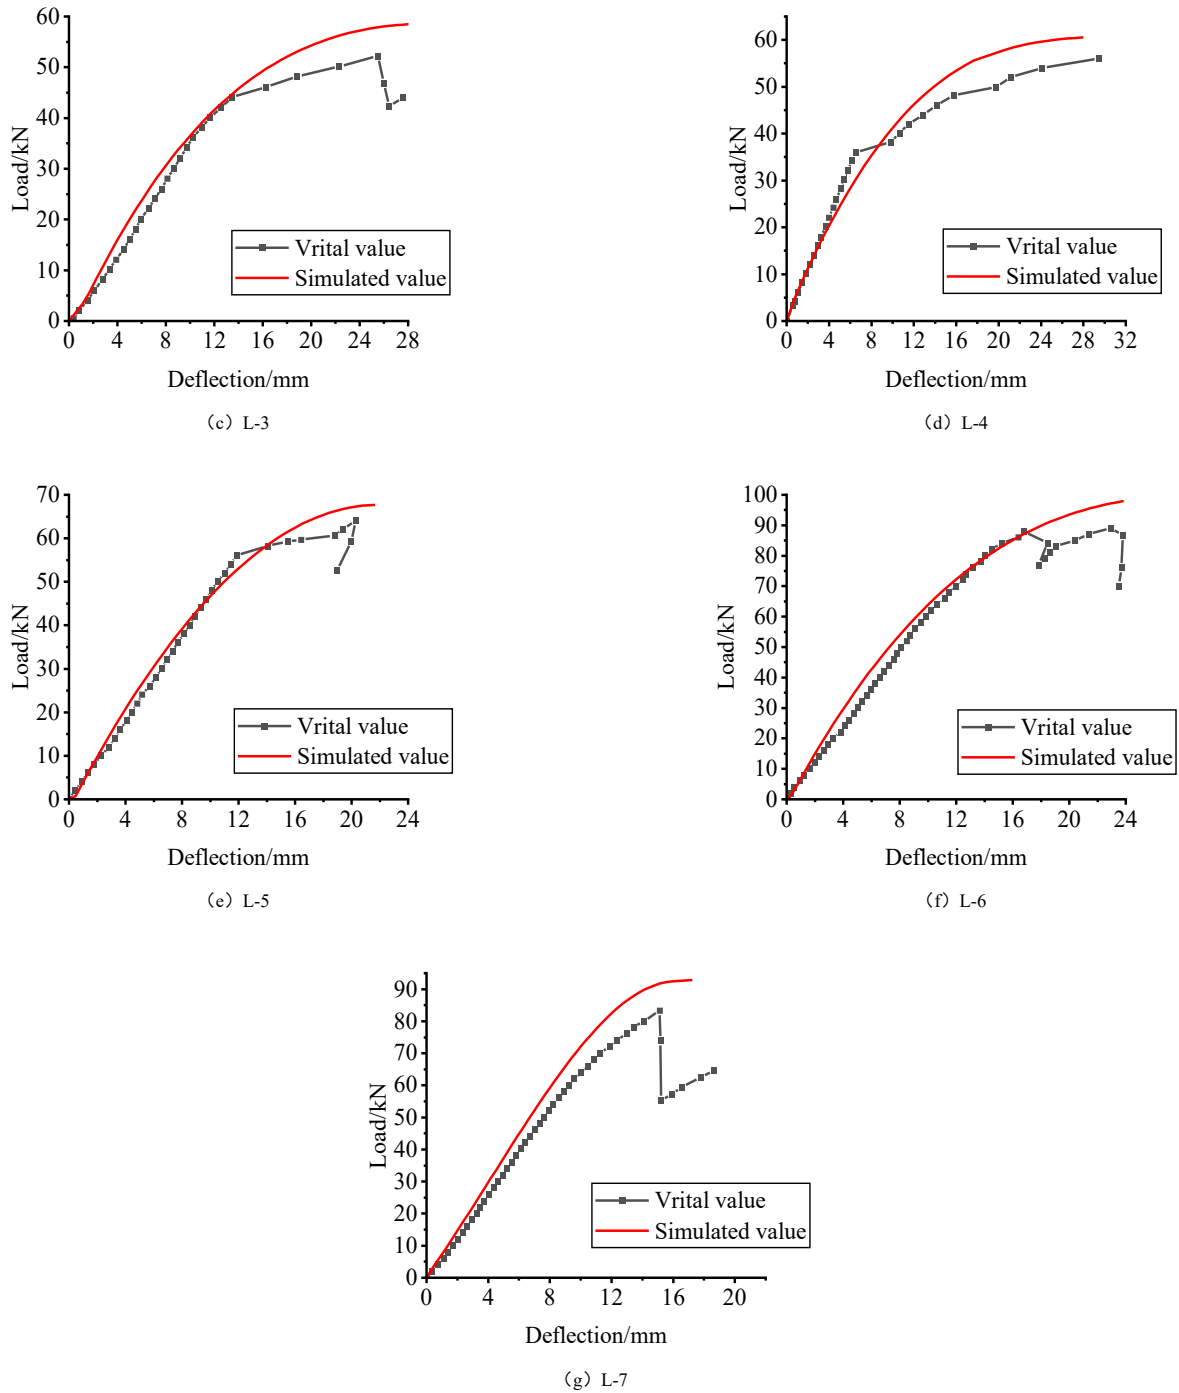 60
50
40
30
20
10
0
Load/kN
Vrital value
Simulated value
0 4 8 12 16 20 24 28
Deflection/mm
（c）L-3
60
50
40
30
20
10
0
Load/kN
Vrital value
Simulated value
0 4 8 12 16 20 24 28 32
Deflection/mm
（d）L-4
70
60
50
40
30
20
10
0
Load/kN
Vrital value
Simulated value
0 4 8 12 16 20 24
Deflection/mm
（e）L-5
100
90
80
70
60
50
40
30
20
10
0
Load/kN
Vrital value
Simulated value
0 4 8 12 16 20 24
Deflection/mm
（f）L-6
90
80
70
60
50
40
30
20
10
0
Load/kN
Vrital value
Simulated value
0 4 8 12 16 20
Deflection/mm
（g）L-7